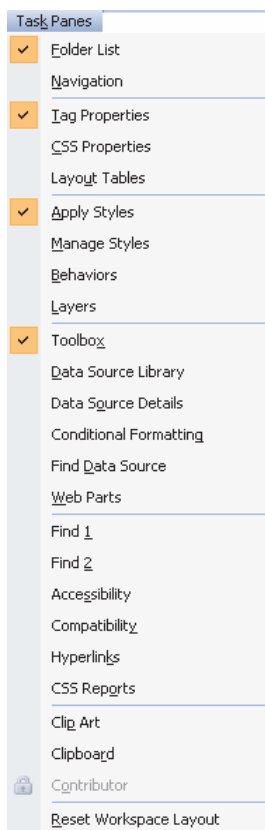 Task Panes
Folder List
Navigation
Tag Properties
CSS Properties
Layout Tables
Apply Styles
Manage Styles
Behaviors
Layers
Toolbox
Data Source Library
Data Source Details
Conditional Formatting
Find Data Source
Web Parts
Find 1
Find 2
Accessibility
Compatibility
Hyperlinks
CSS Reports
Clip Art
Clipboard
Contributor
Reset Workspace Layout